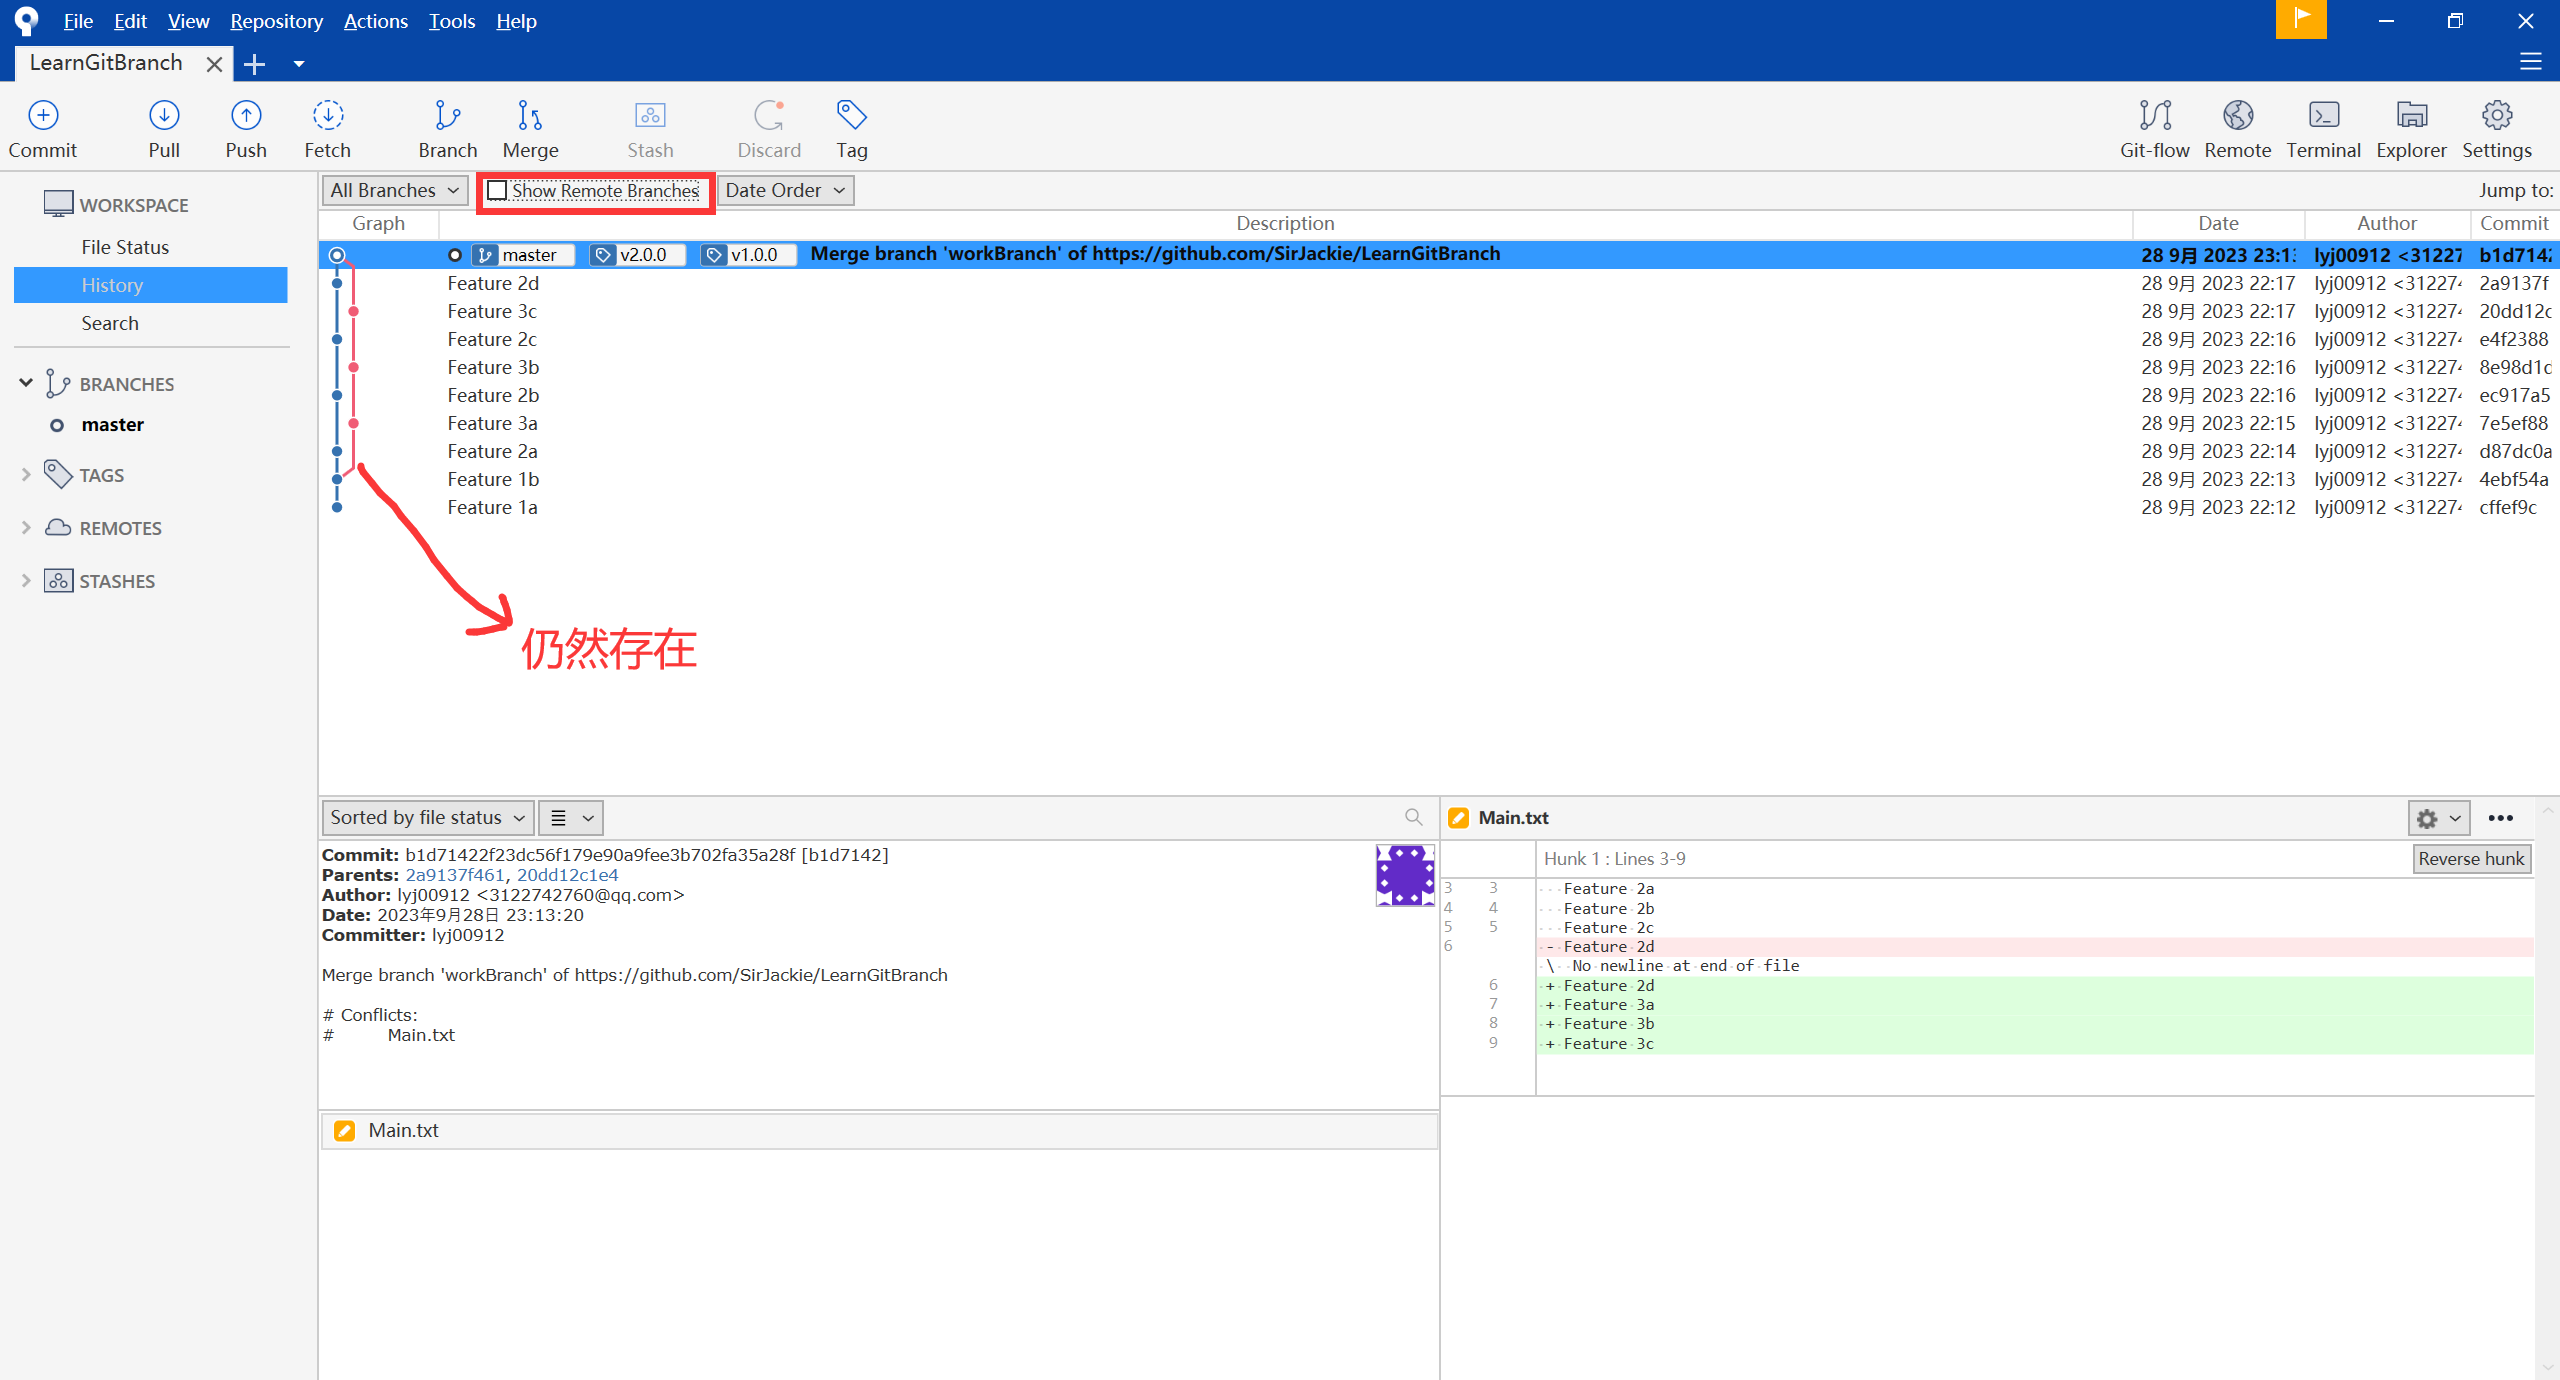 File Edit View Repository Actions Tools Help
LearnGitBranch
Commit Pull Push Fetch Branch Merge Stash Discard Tag Git-flow Remote Terminal Explorer Settings
WORKSPACE
File Status
History
Search
BRANCHES
master
TAGS
REMOTES
STASHES
All Branches Show Remote Branches Date Order Jump to:
Graph Description Date Author Commit
master v2.0.0 v1.0.0 Merge branch 'workBranch' of https://github.com/SirJackie/LearnGitBranch 28 9月 2023 23:1 lyj00912 <31227 b1d714
Feature 2d 28 9月 2023 22:17 lyj00912 <312274 2a9137f
Feature 3c 28 9月 2023 22:17 lyj00912 <312274 20dd12c
Feature 2c 28 9月 2023 22:16 lyj00912 <312274 e4f2388
Feature 3b 28 9月 2023 22:16 lyj00912 <312274 8e98d1d
Feature 2b 28 9月 2023 22:16 lyj00912 <312274 ec917a5
Feature 3a 28 9月 2023 22:15 lyj00912 <312274 7e5ef88
Feature 2a 28 9月 2023 22:14 lyj00912 <312274 d87dc0a
Feature 1b 28 9月 2023 22:13 lyj00912 <312274 4ebf54a
Feature 1a 28 9月 2023 22:12 lyj00912 <312274 cffef9c
仍然存在
Sorted by file status
Commit: b1d71422f23dc56f179e90a9fee3b702fa35a28f [b1d7142]
Parents: 2a9137f461, 20dd12c1e4
Author: lyj00912 <3122742760@qq.com>
Date: 2023年9月28日 23:13:20
Committer: lyj00912
Merge branch 'workBranch' of https://github.com/SirJackie/LearnGitBranch
# Conflicts:
# Main.txt
Main.txt
Main.txt
Hunk 1 : Lines 3-9 Reverse hunk
3 3 Feature 2a
4 4 Feature 2b
5 5 Feature 2c
6 - Feature 2d
\ No newline at end of file
6 + Feature 2d
7 + Feature 3a
8 + Feature 3b
9 + Feature 3c